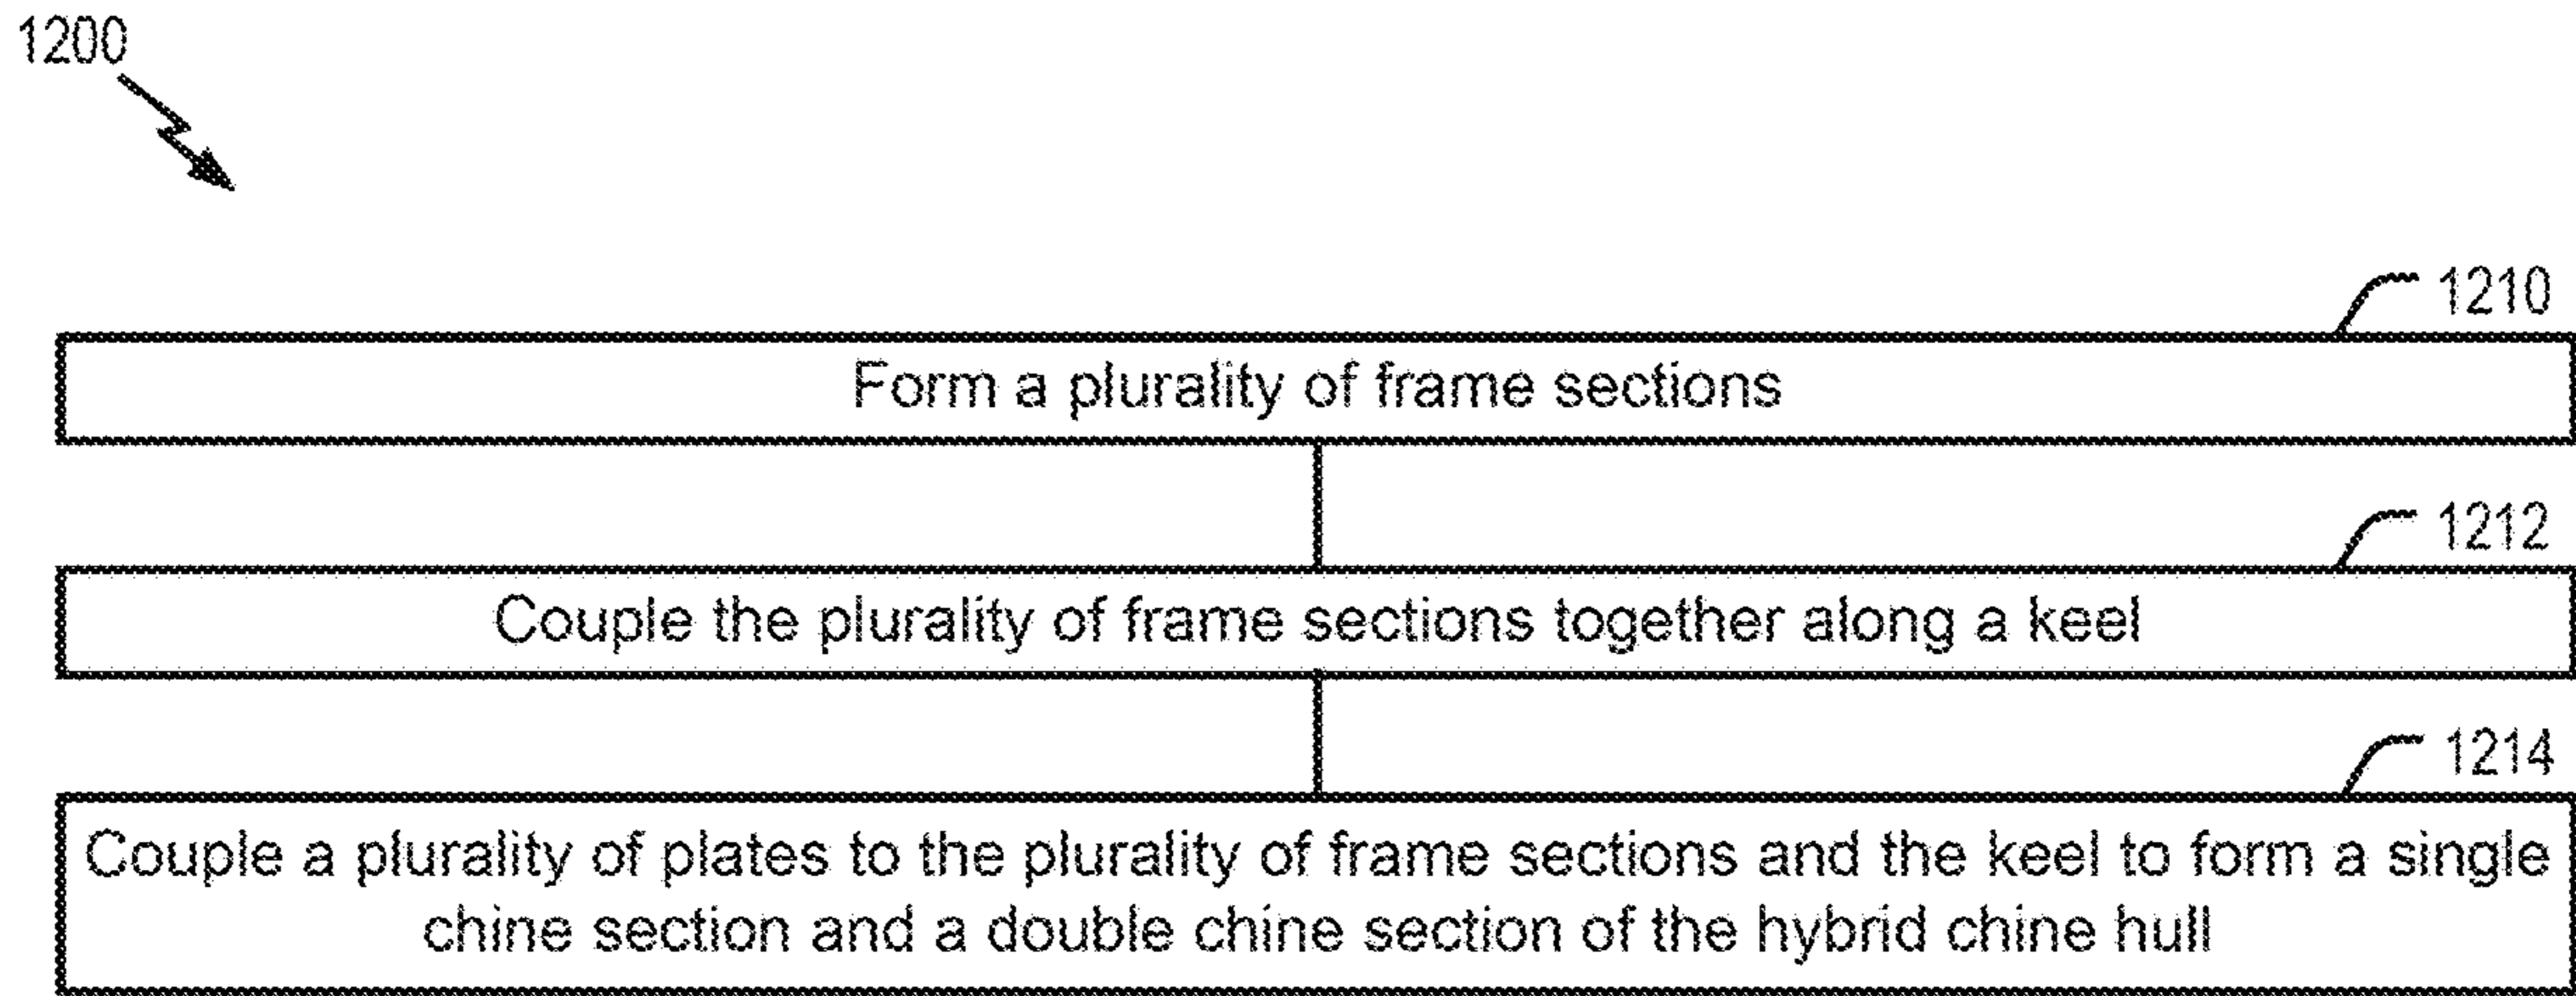 1200
1210
Form a plurality of frame sections
1212
Couple the plurality of frame sections together along a keel
1214
Couple a plurality of plates to the plurality of frame sections and the keel to form a single
chine section and a double chine section of the hybrid chine hull